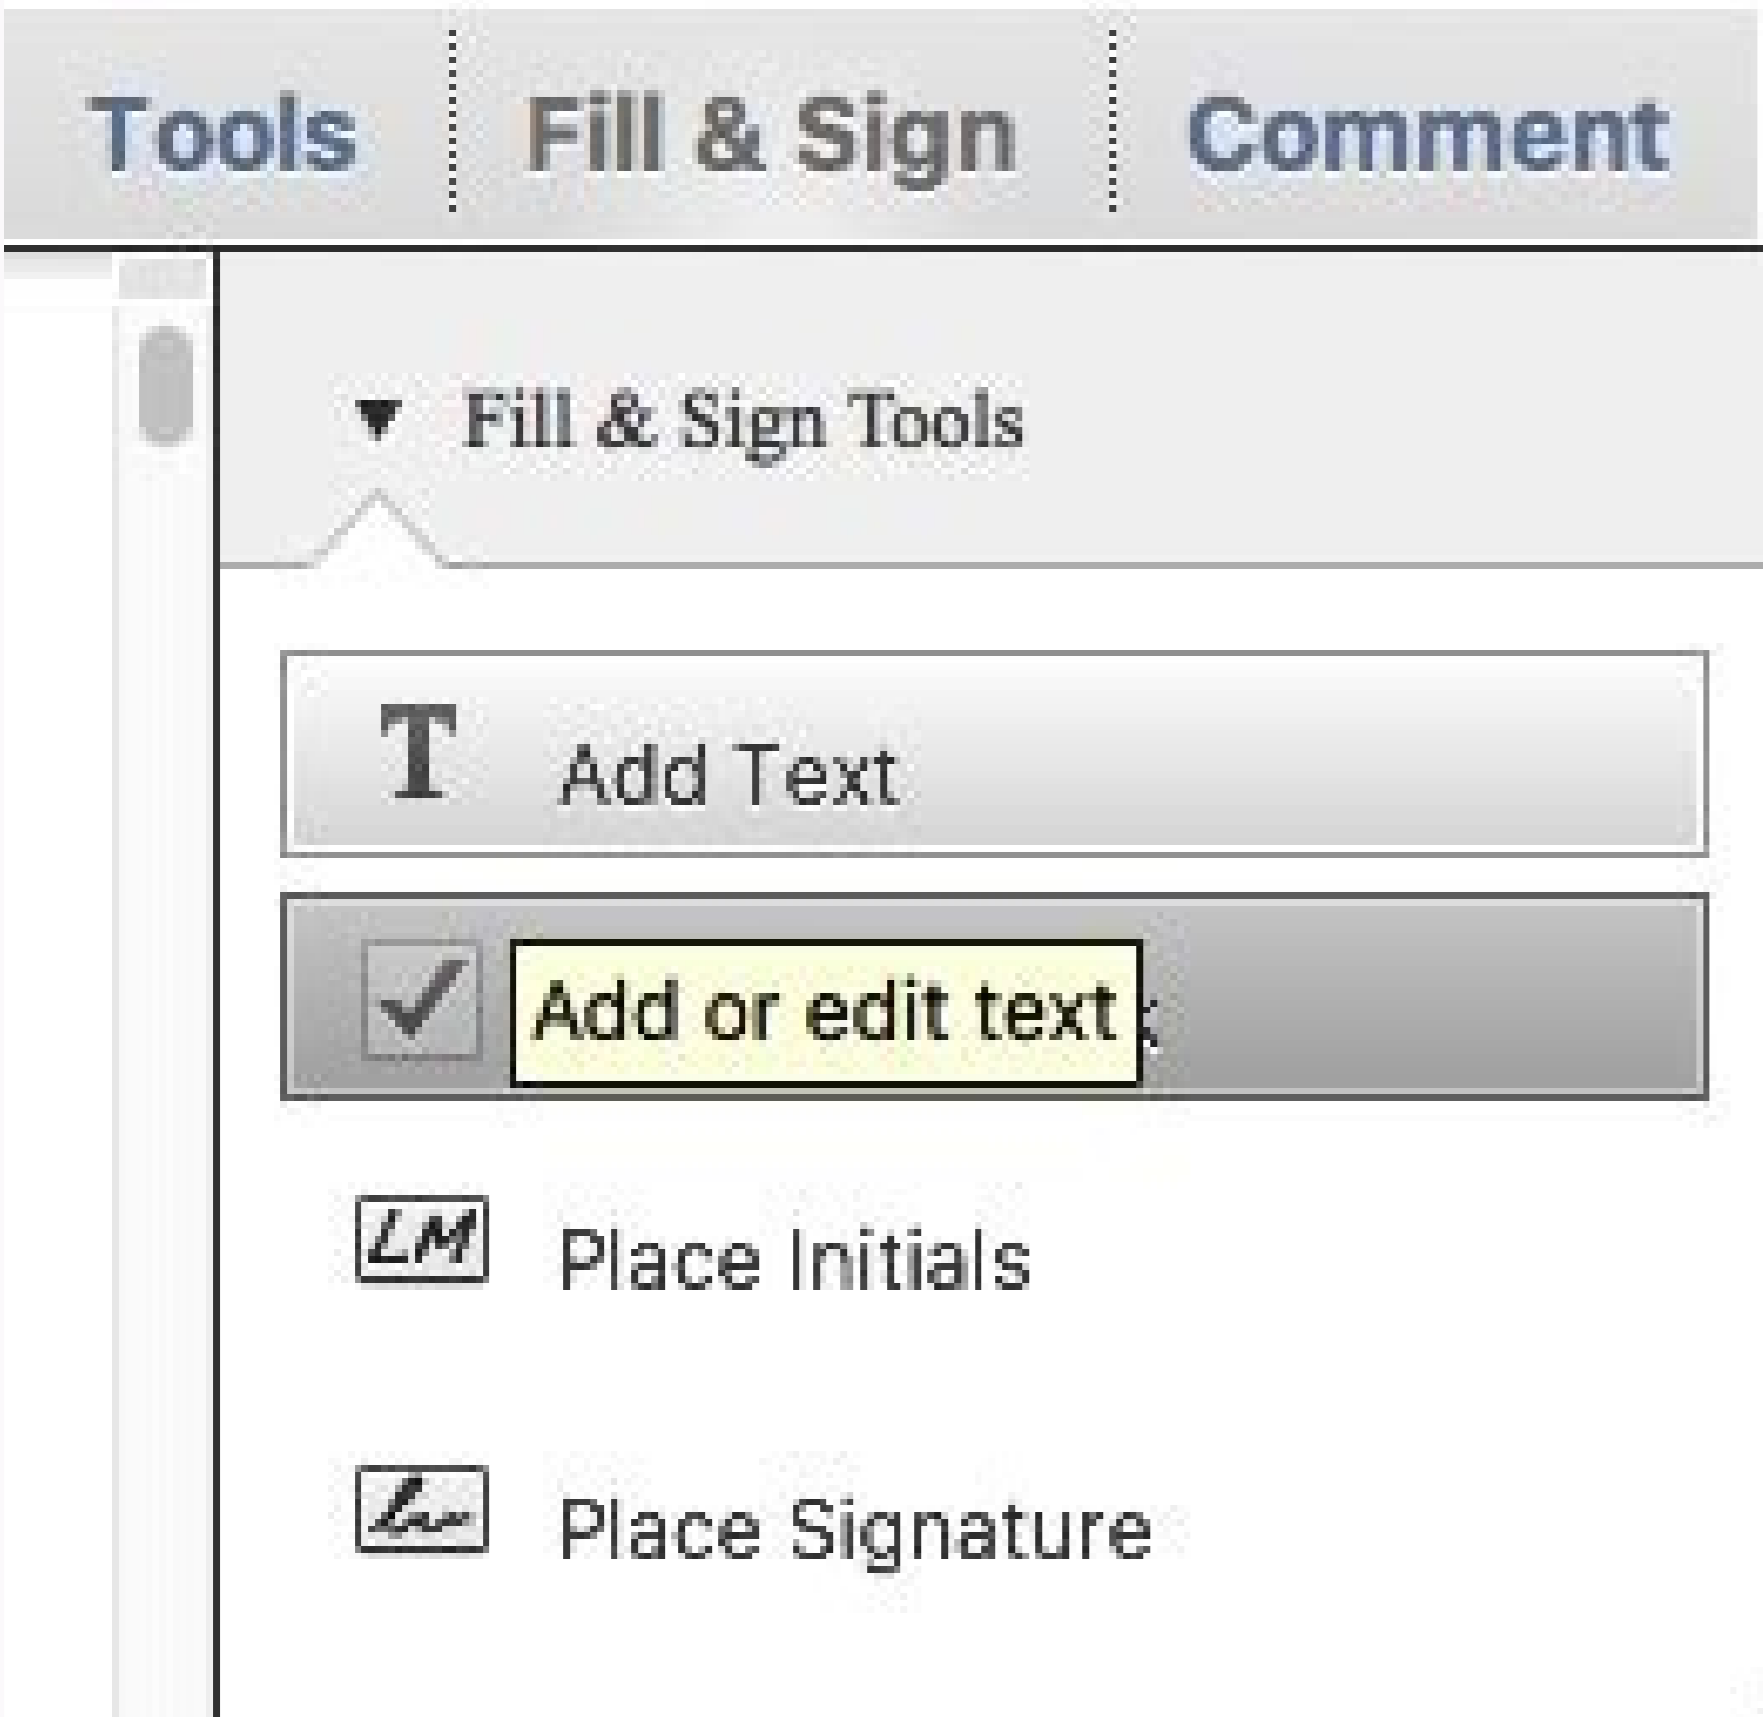 Tools Fill & Sign Comment
Fill & Sign Tools
T Add Text
Add or edit text
LM Place Initials
Place Signature